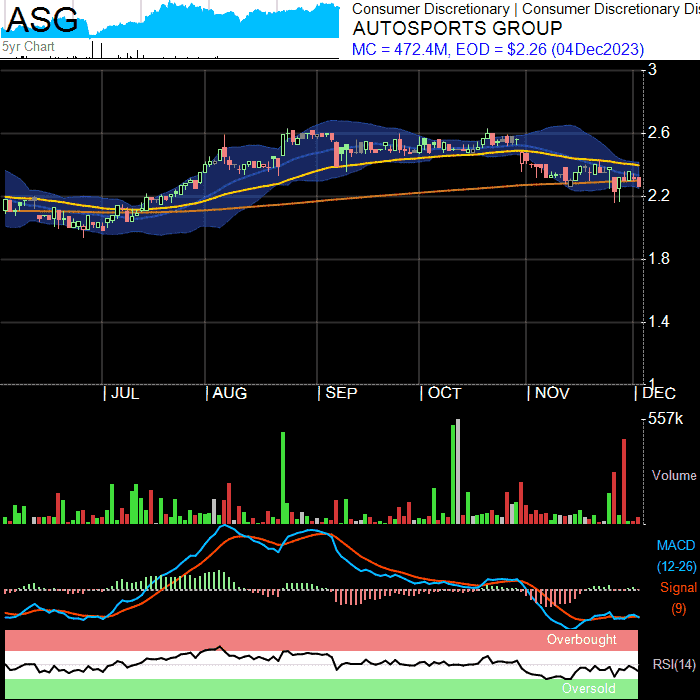 ASG
5yr Chart
Consumer Discretionary | Consumer Discretionary Dis
AUTOSPORTS GROUP
MC = 472.4M, EOD = $2.26 (04Dec2023)
3
2.6
2.2
1.8
1.4
1
JUL AUG SEP OCT NOV DEC
557k
Volume
MACD
(12-26)
Signal
(9)
Overbought
RSI(14)
Oversold